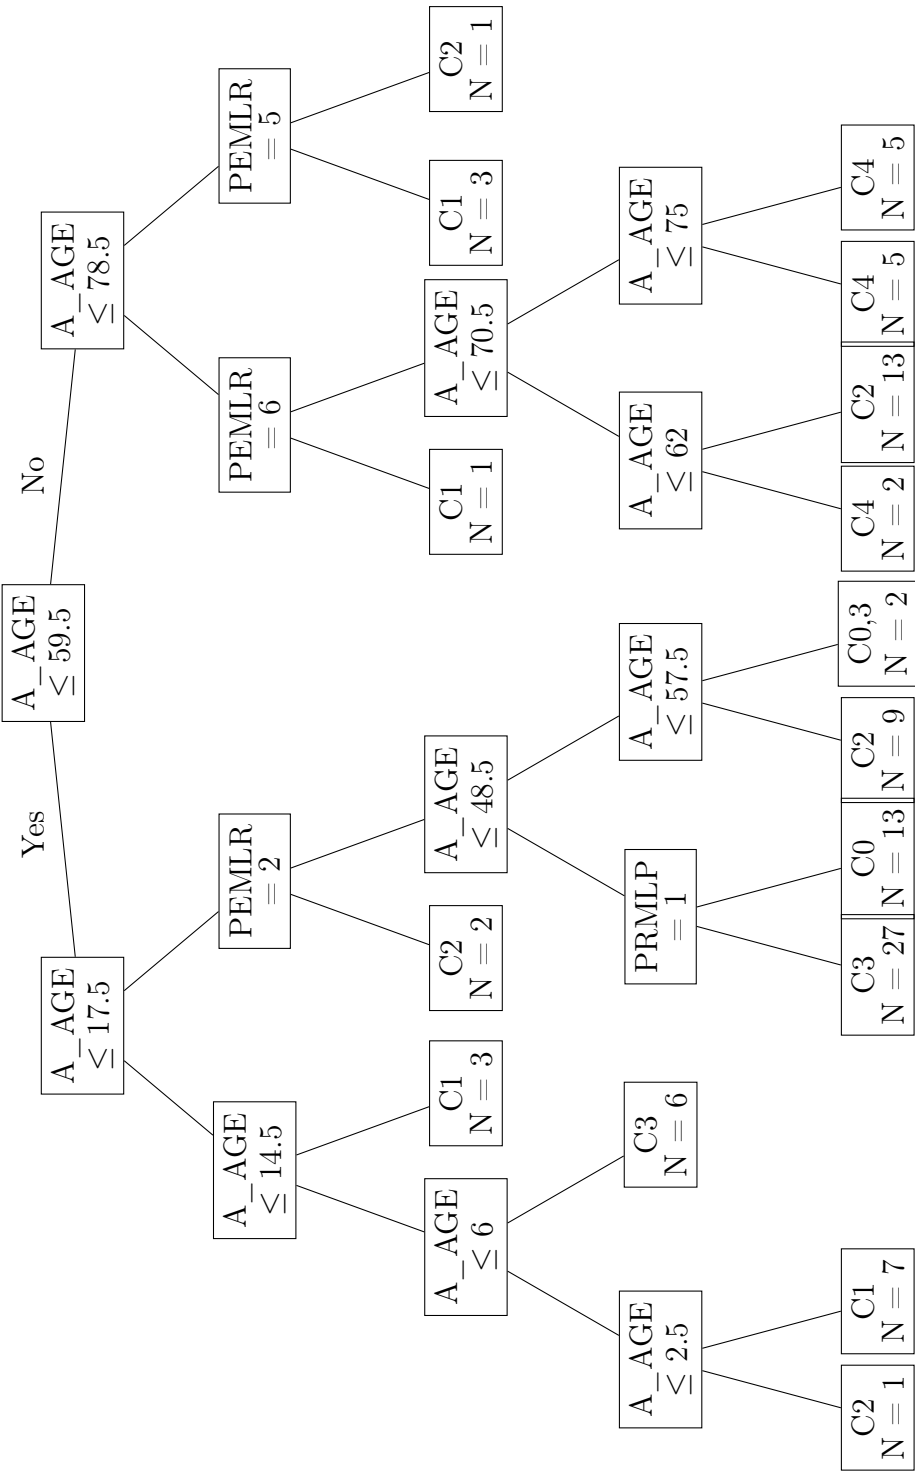 A_AGE
≤ 59.5
Yes
No
A_AGE
≤ 17.5
A_AGE
≤ 78.5
A_AGE
≤ 14.5
PEMLR
= 2
PEMLR
= 6
PEMLR
= 5
A_AGE
≤ 6
C1
N = 3
C2
N = 2
A_AGE
≤ 48.5
C1
N = 1
A_AGE
≤ 70.5
C1
N = 3
C2
N = 1
A_AGE
≤ 2.5
C3
N = 6
PRMLP
= 1
A_AGE
≤ 57.5
A_AGE
≤ 62
A_AGE
≤ 75
C2
N = 1
C1
N = 7
C3
N = 27
C0
N = 13
C2
N = 9
C0,3
N = 2
C4
N = 2
C2
N = 13
C4
N = 5
C4
N = 5